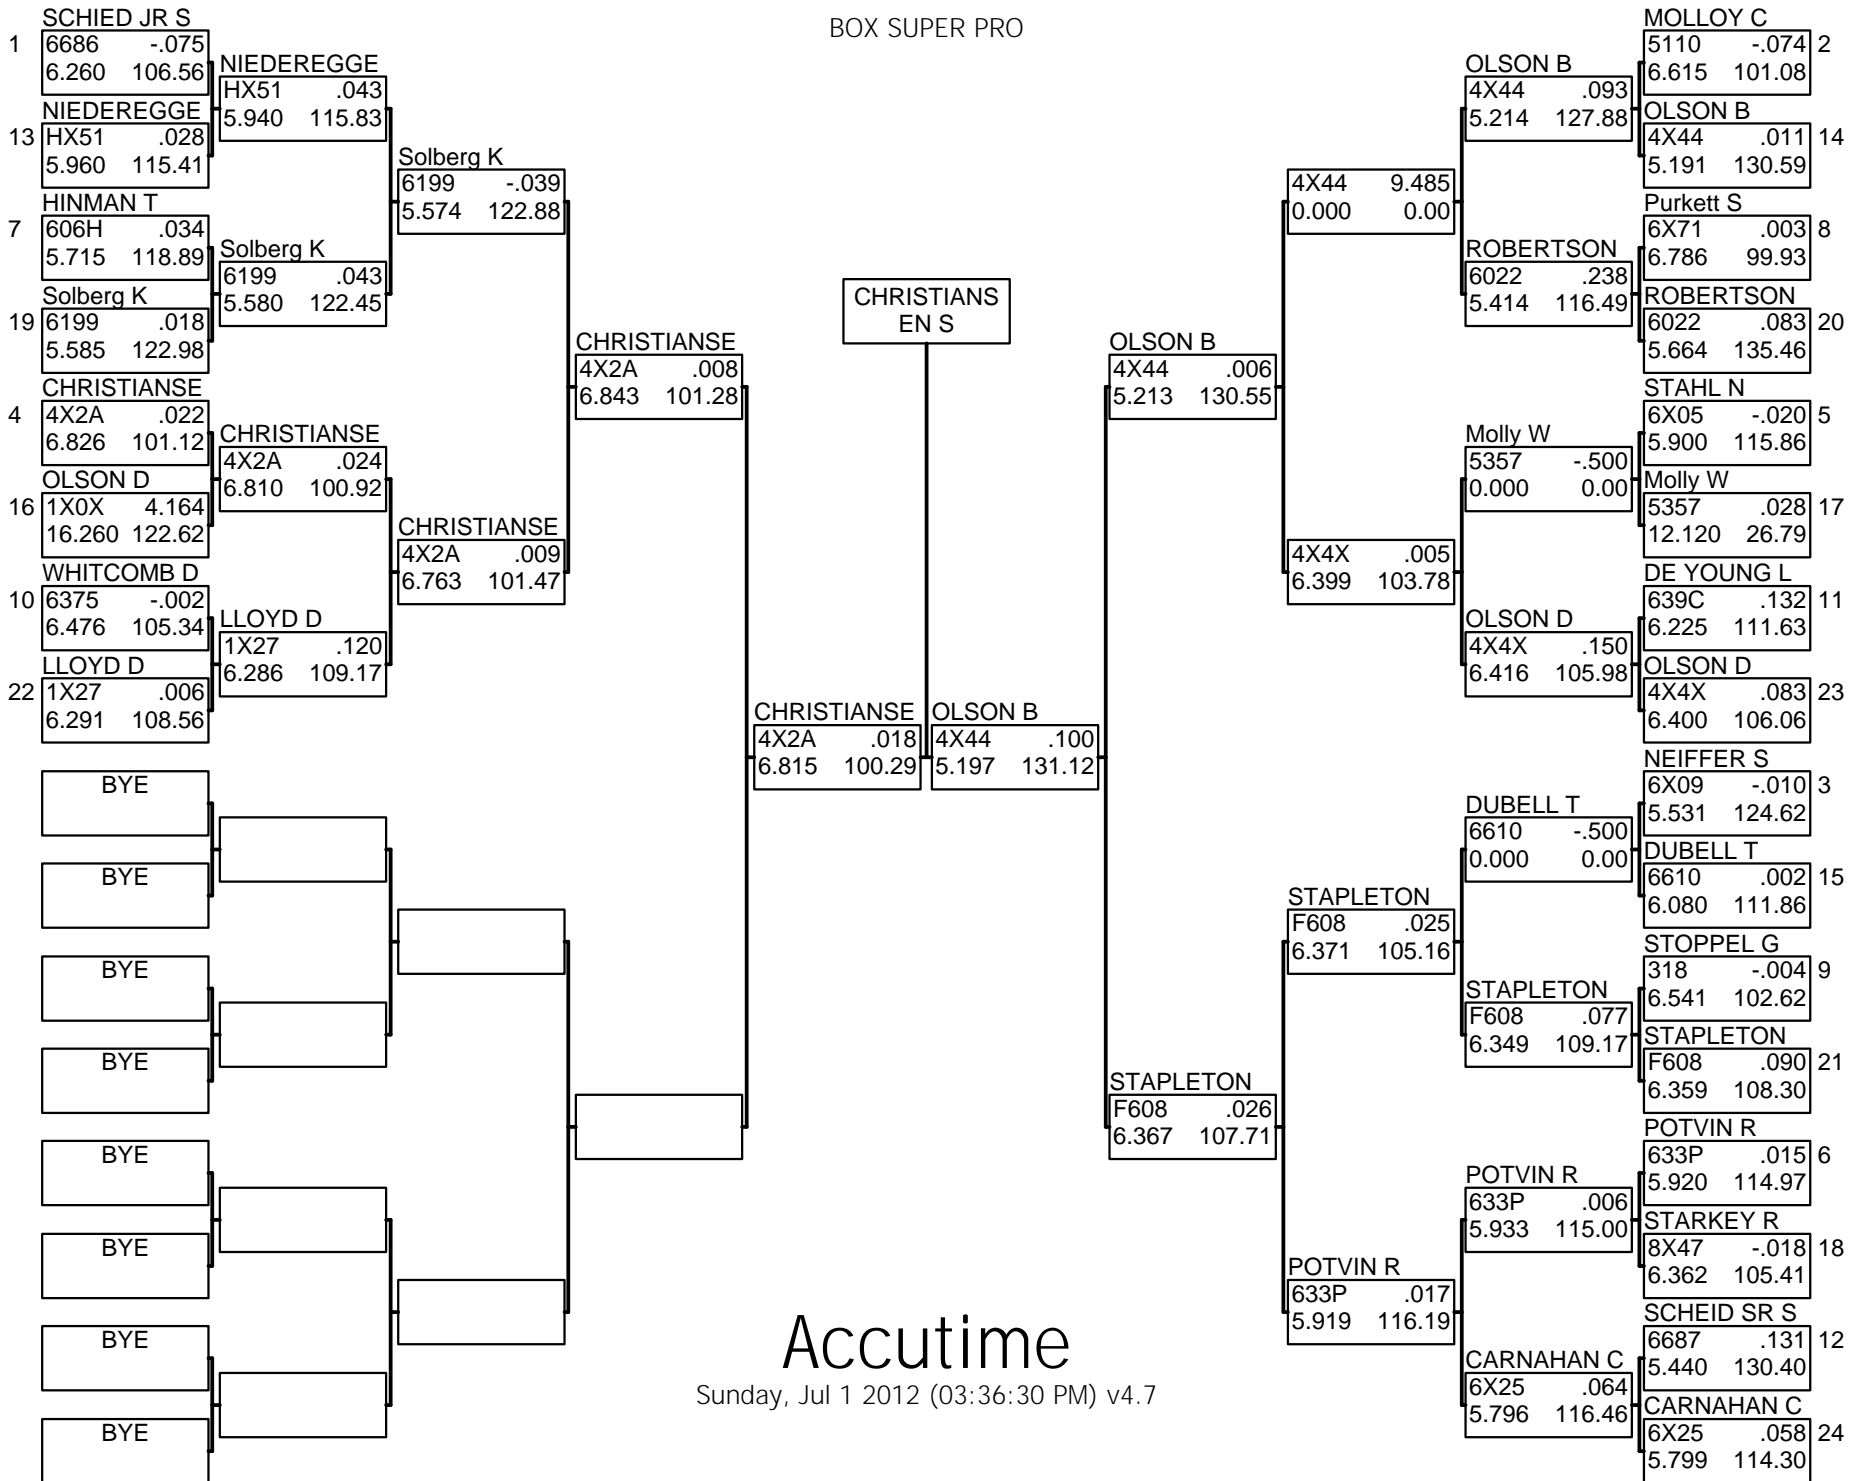 BOX SUPER PRO
SCHIED JR S
1 6686 -.075
6.260 106.56
NIEDEREGGE
13 HX51 .028
5.960 115.41
HINMAN T
7 606H .034
5.715 118.89
Solberg K
19 6199 .018
5.585 122.98
CHRISTIANSE
4 4X2A .022
6.826 101.12
OLSON D
16 1X0X 4.164
16.260 122.62
WHITCOMB D
10 6375 -.002
6.476 105.34
LLOYD D
22 1X27 .006
6.291 108.56
BYE
BYE
BYE
BYE
BYE
BYE
BYE
BYE
NIEDEREGGE
HX51 .043
5.940 115.83
Solberg K
6199 .043
5.580 122.45
CHRISTIANSE
4X2A .024
6.810 100.92
LLOYD D
1X27 .120
6.286 109.17
Solberg K
6199 -.039
5.574 122.88
CHRISTIANSE
4X2A .009
6.763 101.47
CHRISTIANSE
4X2A .008
6.843 101.28
CHRISTIANSE
4X2A .018
6.815 100.29
CHRISTIANS
EN S
OLSON B
4X44 .100
5.197 131.12
OLSON B
4X44 .006
5.213 130.55
STAPLETON
F608 .026
6.367 107.71
4X44 9.485
0.000 0.00
4X4X .005
6.399 103.78
STAPLETON
F608 .025
6.371 105.16
POTVIN R
633P .017
5.919 116.19
OLSON B
4X44 .093
5.214 127.88
ROBERTSON
6022 .238
5.414 116.49
Molly W
5357 -.500
0.000 0.00
OLSON D
4X4X .150
6.416 105.98
DUBELL T
6610 -.500
0.000 0.00
STAPLETON
F608 .077
6.349 109.17
POTVIN R
633P .006
5.933 115.00
CARNAHAN C
6X25 .064
5.796 116.46
MOLLOY C
5110 -.074 2
6.615 101.08
OLSON B
4X44 .011 14
5.191 130.59
Purkett S
6X71 .003 8
6.786 99.93
ROBERTSON
6022 .083 20
5.664 135.46
STAHL N
6X05 -.020 5
5.900 115.86
Molly W
5357 .028 17
12.120 26.79
DE YOUNG L
639C .132 11
6.225 111.63
OLSON D
4X4X .083 23
6.400 106.06
NEIFFER S
6X09 -.010 3
5.531 124.62
DUBELL T
6610 .002 15
6.080 111.86
STOPPEL G
318 -.004 9
6.541 102.62
STAPLETON
F608 .090 21
6.359 108.30
POTVIN R
633P .015 6
5.920 114.97
STARKEY R
8X47 -.018 18
6.362 105.41
SCHEID SR S
6687 .131 12
5.440 130.40
CARNAHAN C
6X25 .058 24
5.799 114.30
Accutime
Sunday, Jul 1 2012 (03:36:30 PM) v4.7